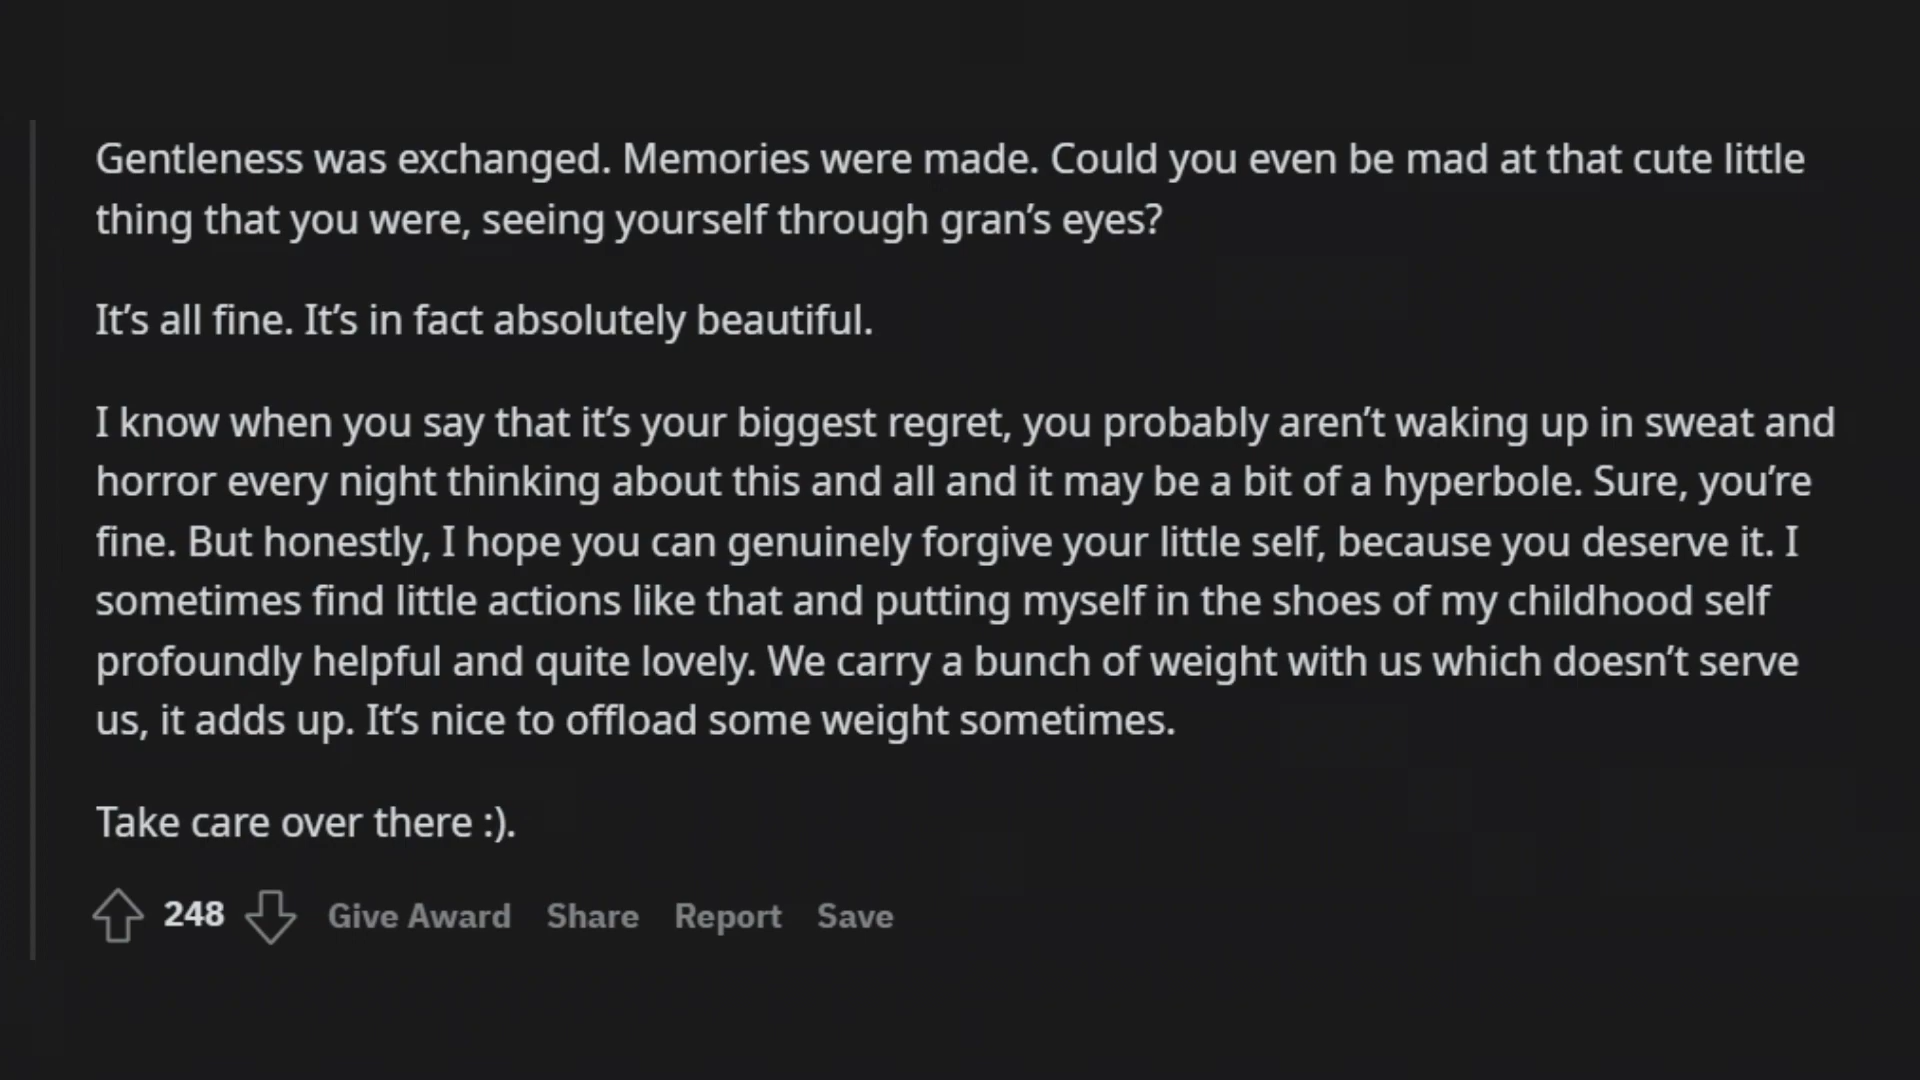 Gentleness was exchanged. Memories were made. Could you even be mad at that cute little
thing that you were, seeing yourself through gran’s eyes?
It’s all fine. It’s in fact absolutely beautiful.
I know when you say that it’s your biggest regret, you probably aren’t waking up in sweat and
horror every night thinking about this and all and it may be a bit of a hyperbole. Sure, you’re
fine. But honestly, I hope you can genuinely forgive your little self, because you deserve it. I
sometimes find little actions like that and putting myself in the shoes of my childhood self
profoundly helpful and quite lovely. We carry a bunch of weight with us which doesn’t serve
us, it adds up. It’s nice to offload some weight sometimes.
Take care over there :).
248 Give Award Share Report Save